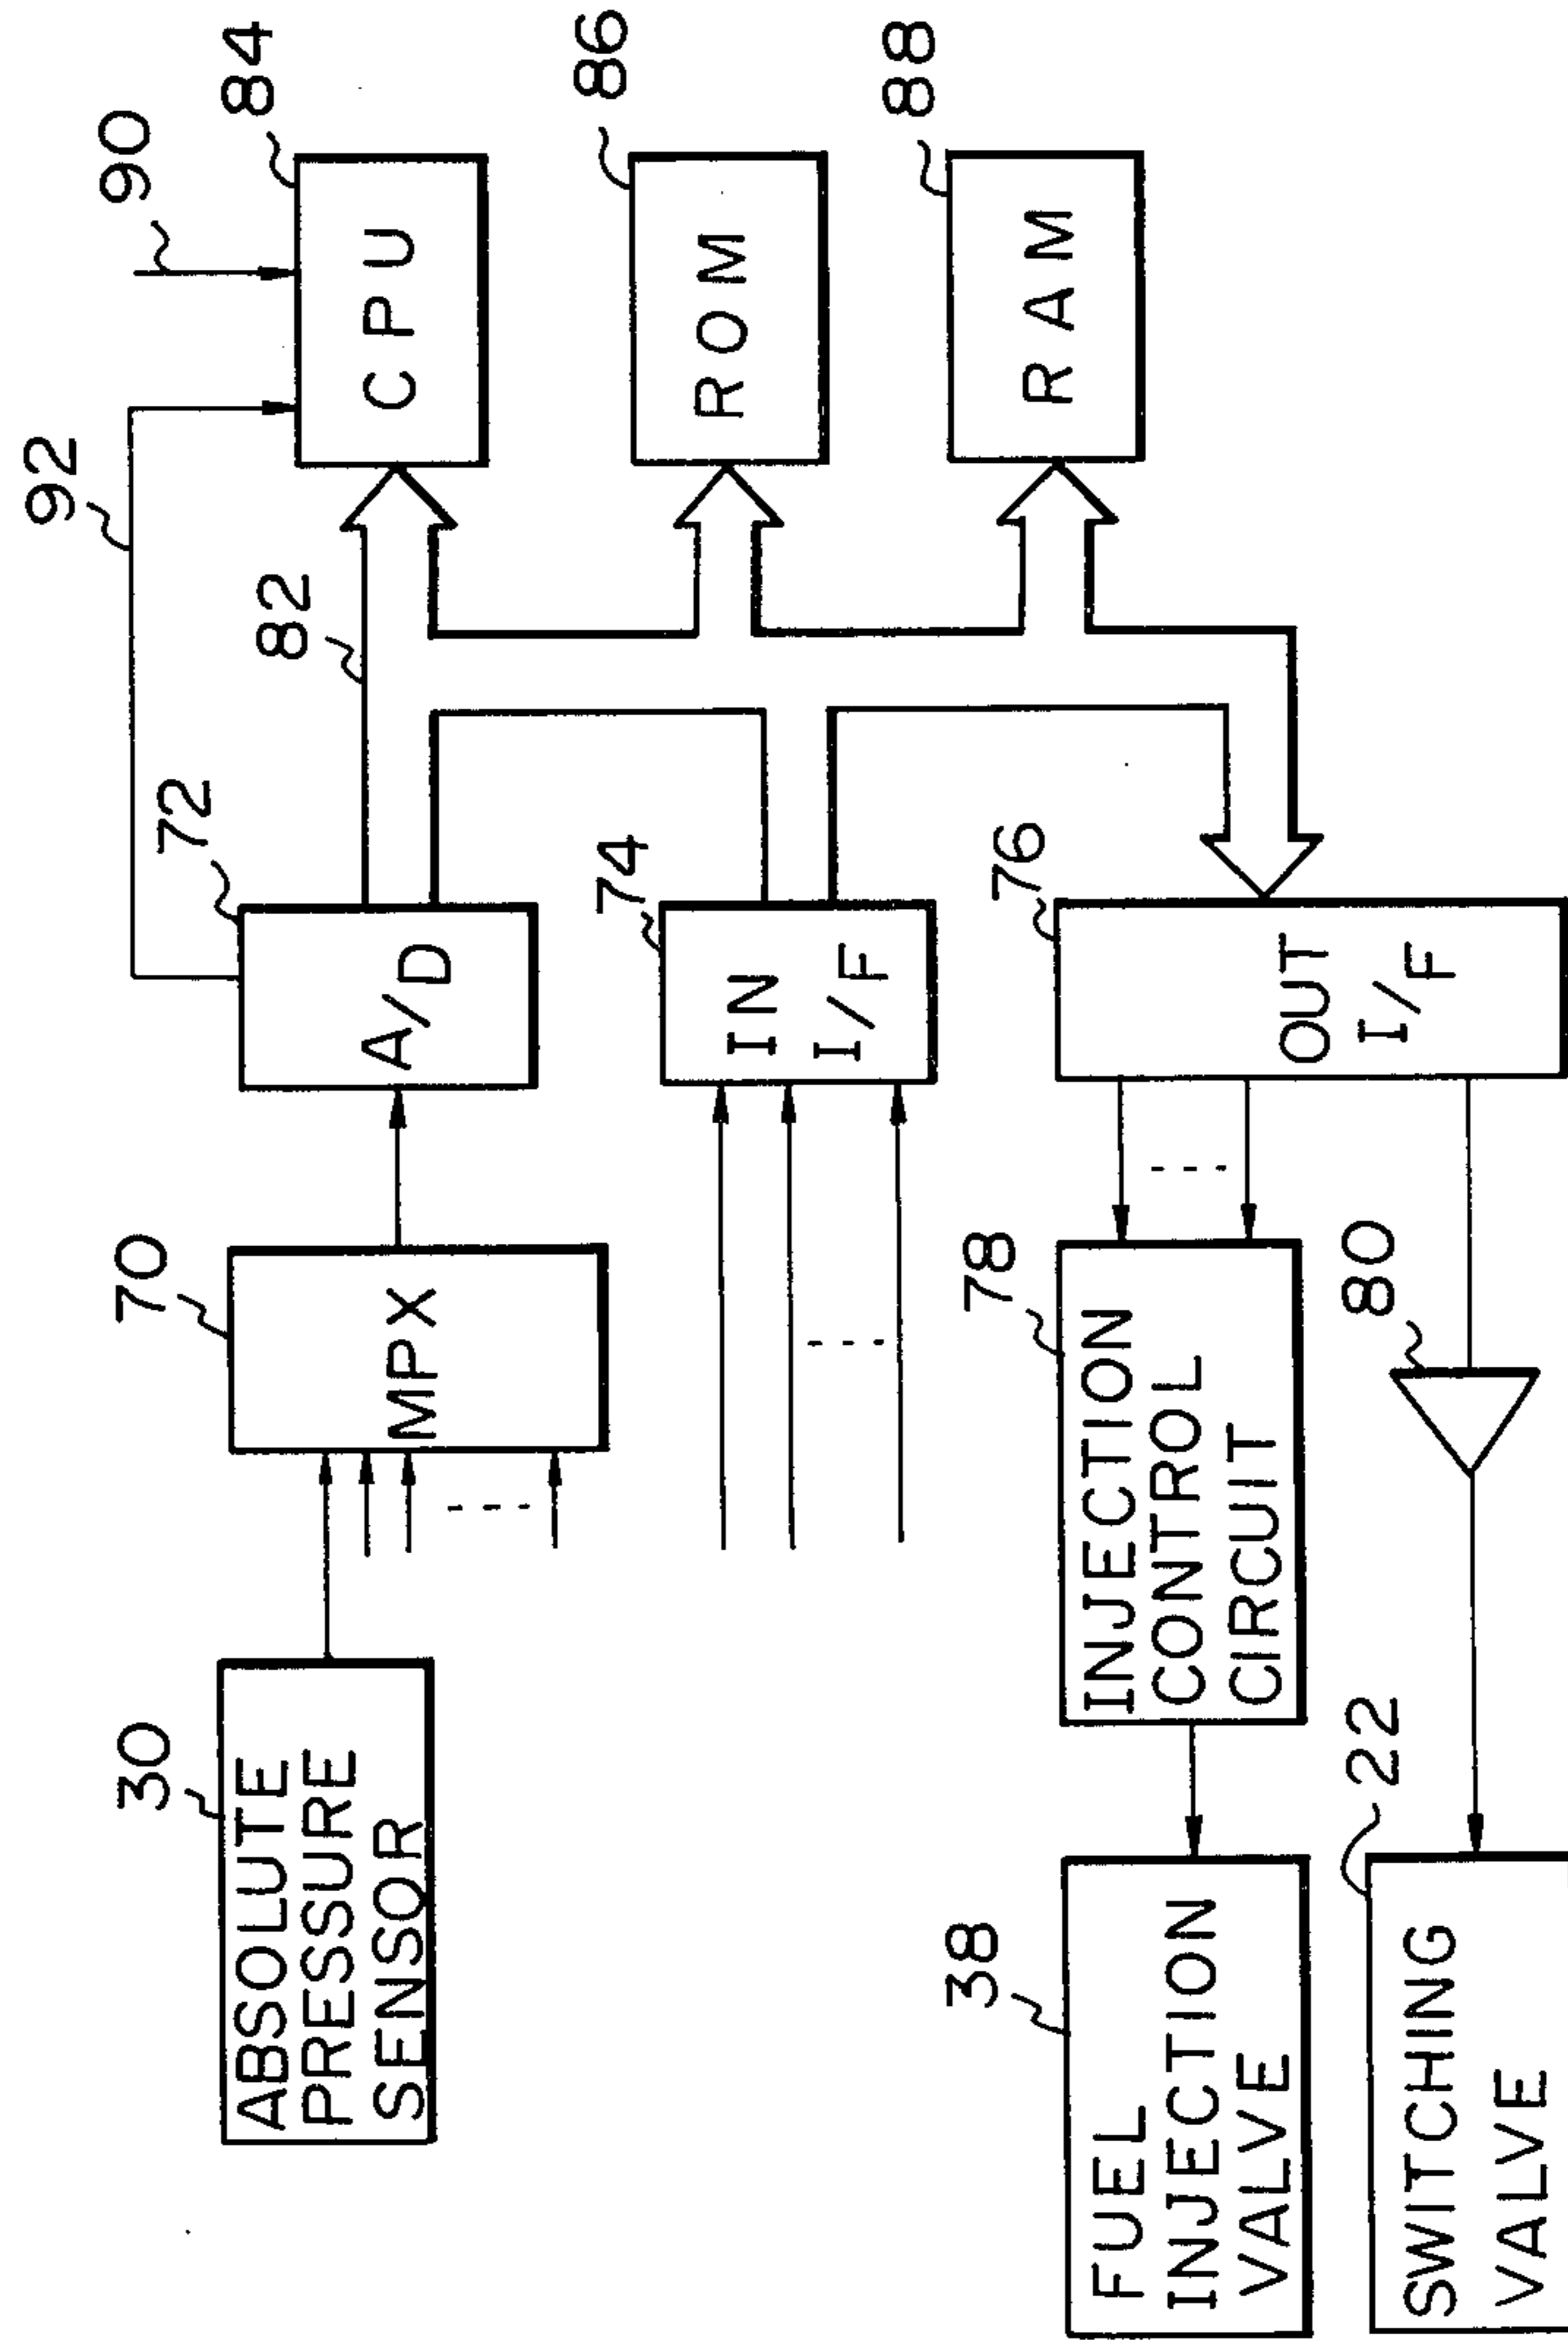 30
ABSOLUTE
PRESSURE
SENSOR
70
MPX
72
A/D
92
82
90
84
CPU
86
ROM
88
RAM
74
IN
I/F
76
OUT
I/F
78
INJECTION
CONTROL
CIRCUIT
80
38
FUEL
INJECTION
VALVE
22
SWITCHING
VALVE